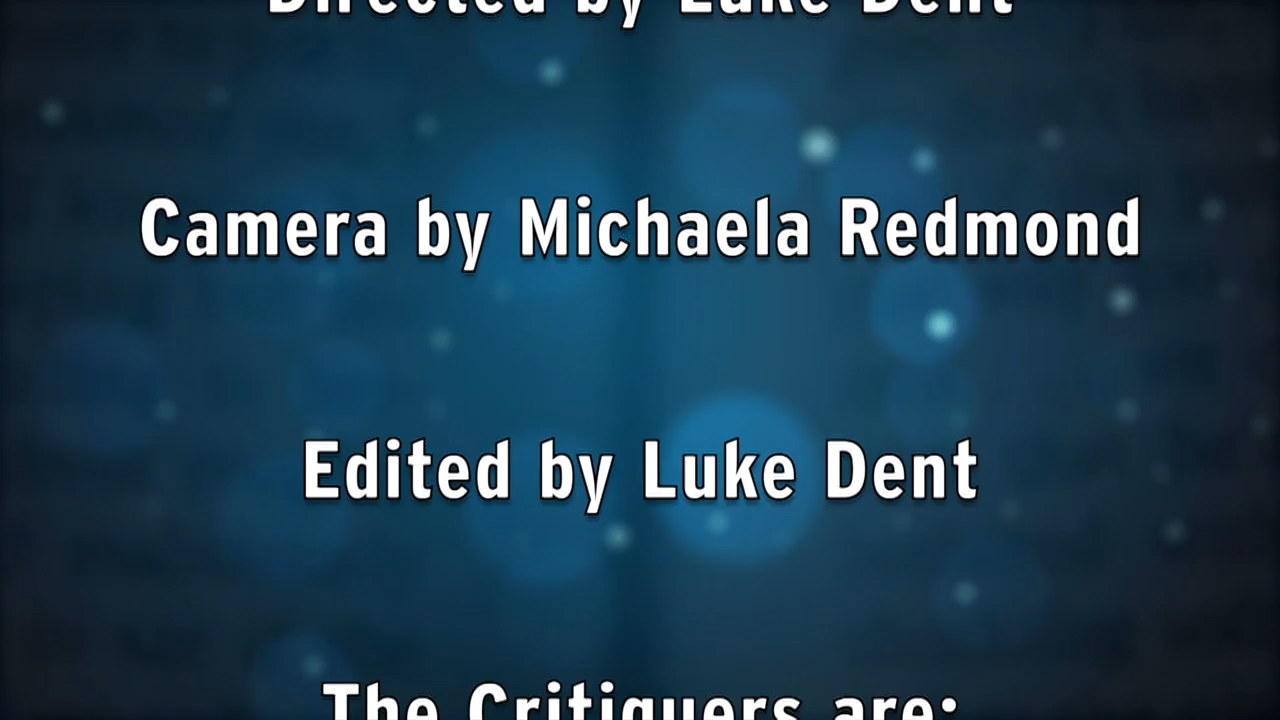 Directed by Luke Dent
Camera by Michaela Redmond
Edited by Luke Dent
The Critiquers are: